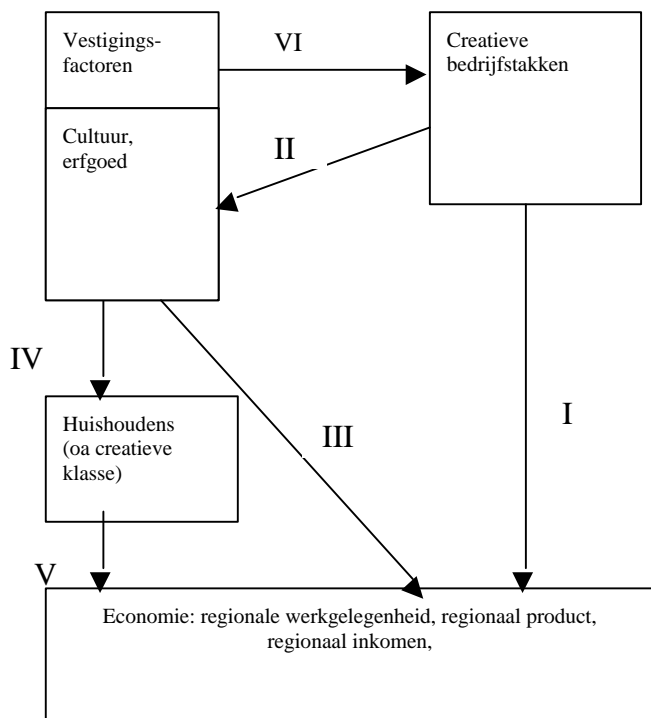 Vestigings-
factoren
VI
Creatieve
bedrijfstakken
Cultuur,
erfgoed
II
IV
Huishoudens
(oa creatieve
klasse)
III
I
V
Economie: regionale werkgelegenheid, regionaal product,
regionaal inkomen,